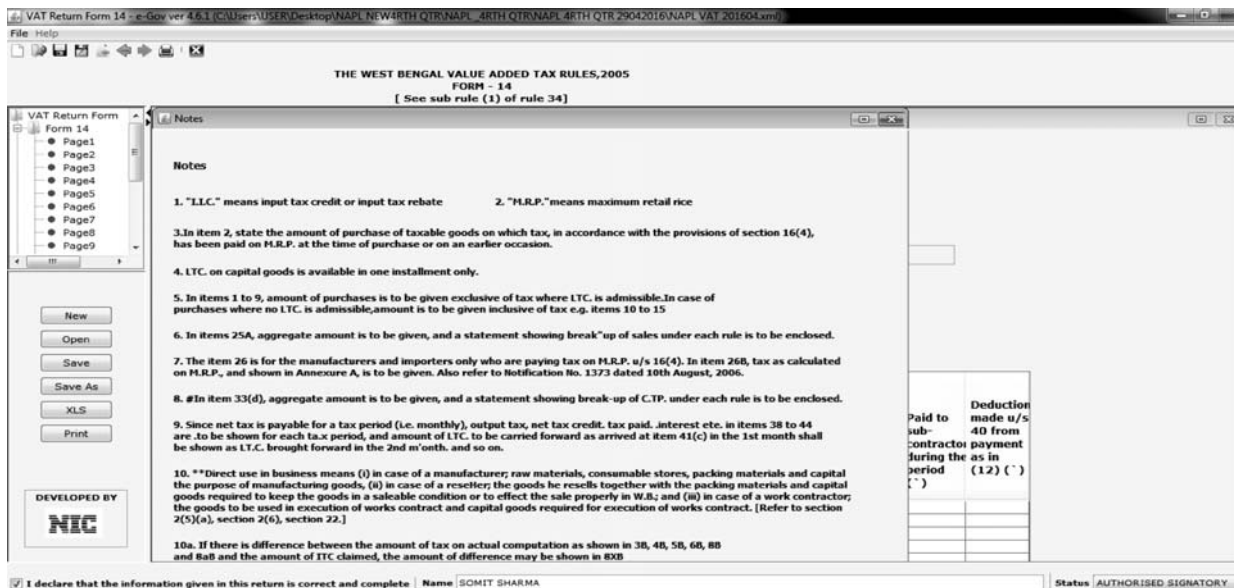 VAT Return Form 14 - e-Gov ver 4.6.1 (C:\Users\USER\Desktop\NAPL NEW4RTH QTR\NAPL _4RTH QTR\NAPL 4RTH QTR 29042016\NAPL VAT 201604.xml)
File Help
THE WEST BENGAL VALUE ADDED TAX RULES,2005
FORM - 14
[ See sub rule (1) of rule 34]
VAT Return Form
Form 14
Page1
Page2
Page3
Page4
Page5
Page6
Page7
Page8
Page9
New
Open
Save
Save As
XLS
Print
DEVELOPED BY
NIC
Notes
Notes
1. "I.I.C." means input tax credit or input tax rebate 2. "M.R.P."means maximum retail rice
3.In item 2, state the amount of purchase of taxable goods on which tax, in accordance with the provisions of section 16(4),
has been paid on M.R.P. at the time of purchase or on an earlier occasion.
4. LTC. on capital goods is available in one installment only.
5. In items 1 to 9, amount of purchases is to be given exclusive of tax where LTC. is admissible.In case of
purchases where no LTC. is admissible,amount is to be given inclusive of tax e.g. items 10 to 15
6. In items 25A, aggregate amount is to be given, and a statement showing break"up of sales under each rule is to be enclosed.
7. The item 26 is for the manufacturers and importers only who are paying tax on M.R.P. u/s 16(4). In item 26B, tax as calculated
on M.R.P., and shown in Annexure A, is to be given. Also refer to Notification No. 1373 dated 10th August, 2006.
8. #In item 33(d), aggregate amount is to be given, and a statement showing break-up of C.TP. under each rule is to be enclosed.
9. Since net tax is payable for a tax period (i.e. monthly), output tax, net tax credit. tax paid. .interest ete. in items 38 to 44
are .to be shown for each ta.x period, and amount of LTC. to be carried forward as arrived at item 41(c) in the 1st month shall
be shown as LT.C. brought forward in the 2nd m'onth. and so on.
10. **Direct use in business means (i) in case of a manufacturer; raw materials, consumable stores, packing materials and capital
the purpose of manufacturing goods, (ii) in case of a reseHer; the goods he resells together with the packing materials and capital
goods required to keep the goods in a saleable condition or to effect the sale properly in W.B.; and (iii) in case of a work contractor;
the goods to be used in execution of works contract and capital goods required for execution of works contract. [Refer to section
2(5)(a), section 2(6), section 22.]
10a. If there is difference between the amount of tax on actual computation as shown in 3B, 4B, 5B, 6B, 8B
and 8aB and the amount of ITC claimed, the amount of difference may be shown in 8XB
Paid to
sub-
contractor
during the
period
(`)
Deduction
made u/s
40 from
payment
as in
(12) (`)
I declare that the information given in this return is correct and complete Name SOMIT SHARMA Status AUTHORISED SIGNATORY